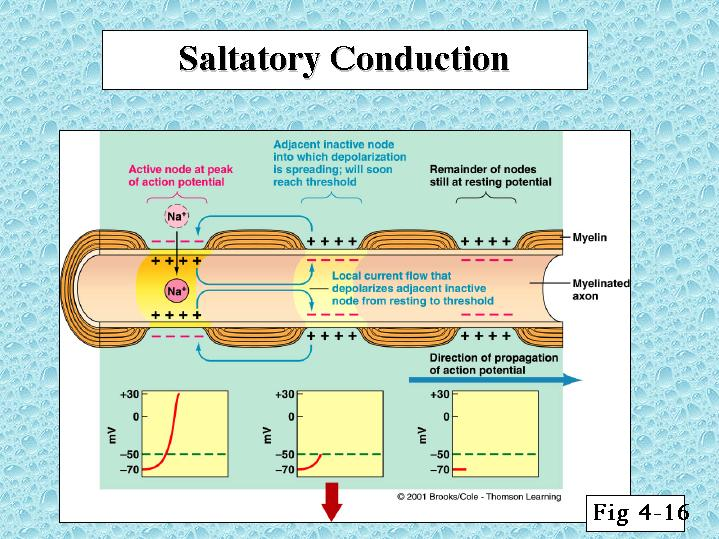 Saltatory Conduction
Active node at peak
of action potential
Adjacent inactive node
into which depolarization
is spreading; will soon
reach threshold
Remainder of nodes
still at resting potential
Na+
– – – –
+ + + +
+ + + +
Myelin
+ + + +
– – – –
– – – –
Na+
Local current flow that
depolarizes adjacent inactive
node from resting to threshold
Myelinated
axon
+ + + +
– – – –
– – – –
– – – –
+ + + +
+ + + +
Direction of propagation
of action potential
+30
0
mV
–50
–70
+30
0
mV
–50
–70
+30
0
mV
–50
–70
© 2001 Brooks/Cole - Thomson Learning
Fig 4-16